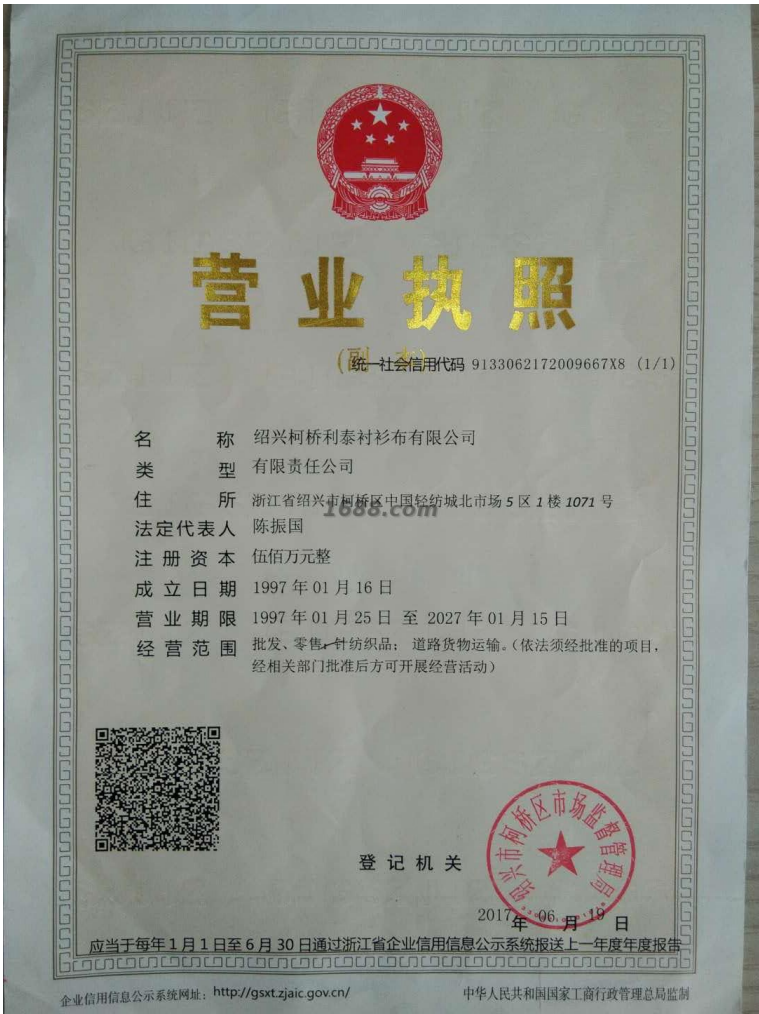 营业执照
(副本)
统一社会信用代码 9133062172009667X8 (1/1)
名称 绍兴柯桥利泰衬衫布有限公司
类型 有限责任公司
住所 浙江省绍兴市柯桥区中国轻纺城北市场5区1楼1071号
1688.com
法定代表人 陈振国
注册资本 伍佰万元整
成立日期 1997年01月16日
营业期限 1997年01月25日至2027年01月15日
经营范围 批发、零售:针纺织品; 道路货物运输。(依法须经批准的项目,
经相关部门批准后方可开展经营活动)
绍兴市柯桥区市场监督管理局
登记机关
2017年06月19日
应当于每年1月1日至6月30日通过浙江省企业信用信息公示系统报送上一年度年度报告
企业信用信息公示系统网址: http://gsxt.zjaic.gov.cn/
中华人民共和国国家工商行政管理总局监制